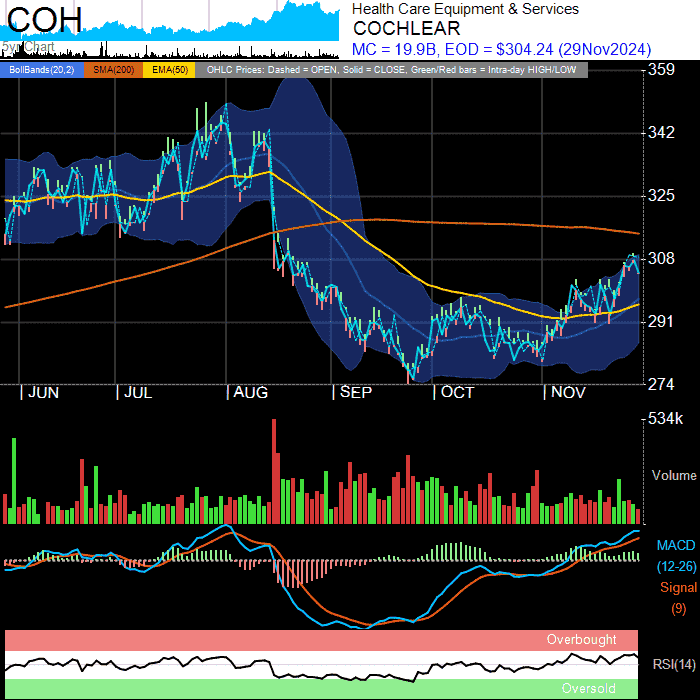 COH
5yr Chart
Health Care Equipment & Services
COCHLEAR
MC = 19.9B, EOD = $304.24 (29Nov2024)
BollBands(20,2) SMA(200) EMA(50) OHLC Prices: Dashed = OPEN, Solid = CLOSE, Green/Red bars = Intra-day HIGH/LOW
359
342
325
308
291
274
| JUN | JUL | AUG | SEP | OCT | NOV
534k
Volume
MACD
(12-26)
Signal
(9)
Overbought
RSI(14)
Oversold